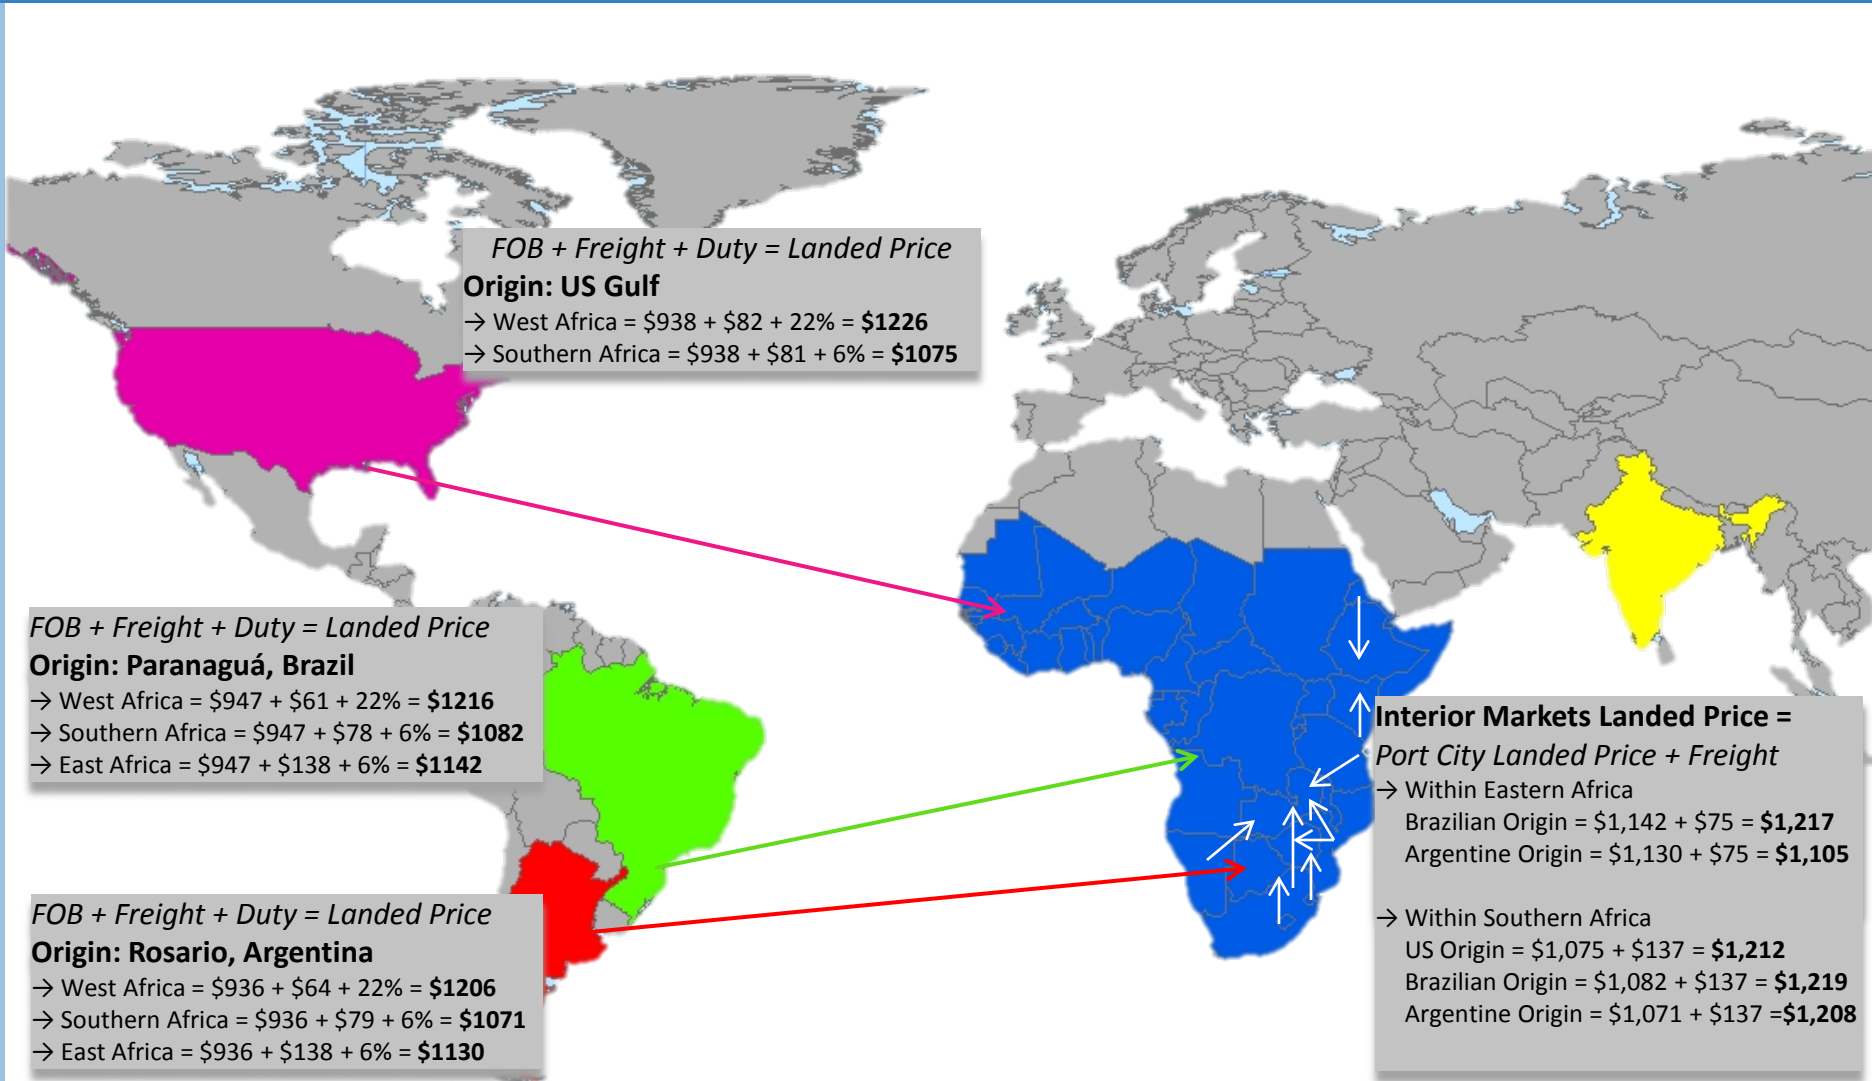 FOB + Freight + Duty = Landed Price
Origin: US Gulf
→ West Africa = $938 + $82 + 22% = $1226
→ Southern Africa = $938 + $81 + 6% = $1075
FOB + Freight + Duty = Landed Price
Origin: Paranaguá, Brazil
→ West Africa = $947 + $61 + 22% = $1216
→ Southern Africa = $947 + $78 + 6% = $1082
→ East Africa = $947 + $138 + 6% = $1142
FOB + Freight + Duty = Landed Price
Origin: Rosario, Argentina
→ West Africa = $936 + $64 + 22% = $1206
→ Southern Africa = $936 + $79 + 6% = $1071
→ East Africa = $936 + $138 + 6% = $1130
Interior Markets Landed Price =
Port City Landed Price + Freight
→ Within Eastern Africa
Brazilian Origin = $1,142 + $75 = $1,217
Argentine Origin = $1,130 + $75 = $1,105
→ Within Southern Africa
US Origin = $1,075 + $137 = $1,212
Brazilian Origin = $1,082 + $137 = $1,219
Argentine Origin = $1,071 + $137 =$1,208